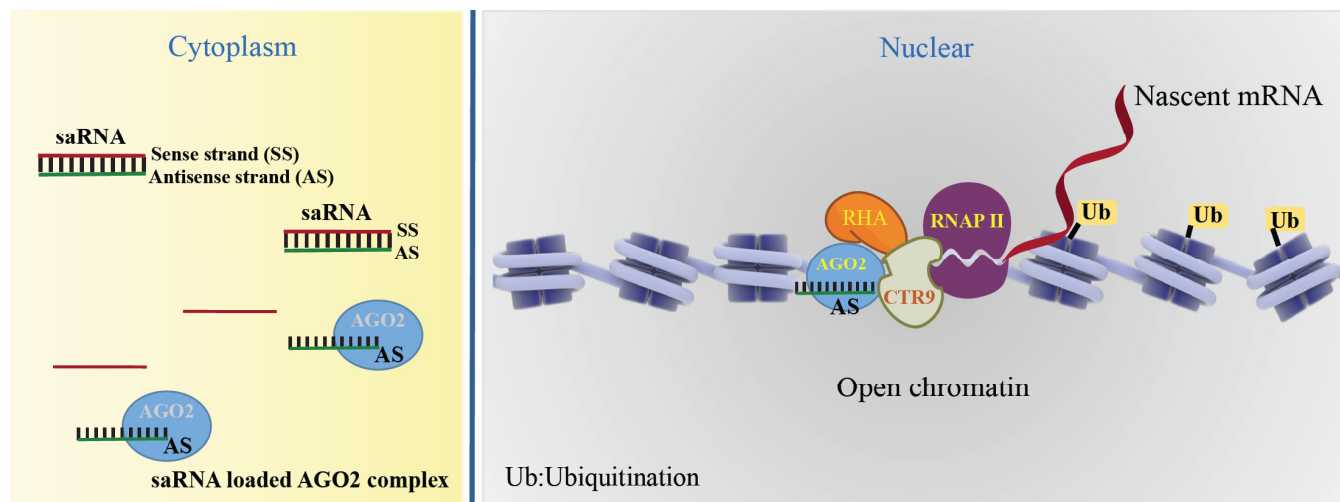 Cytoplasm
saRNA
Sense strand (SS)
Antisense strand (AS)
saRNA
SS
AS
AGO2
AS
AGO2
AS
saRNA loaded AGO2 complex
Nuclear
Nascent mRNA
RHA
RNAP II
Ub
Ub
Ub
AGO2
CTR9
AS
Open chromatin
Ub:Ubiquitination